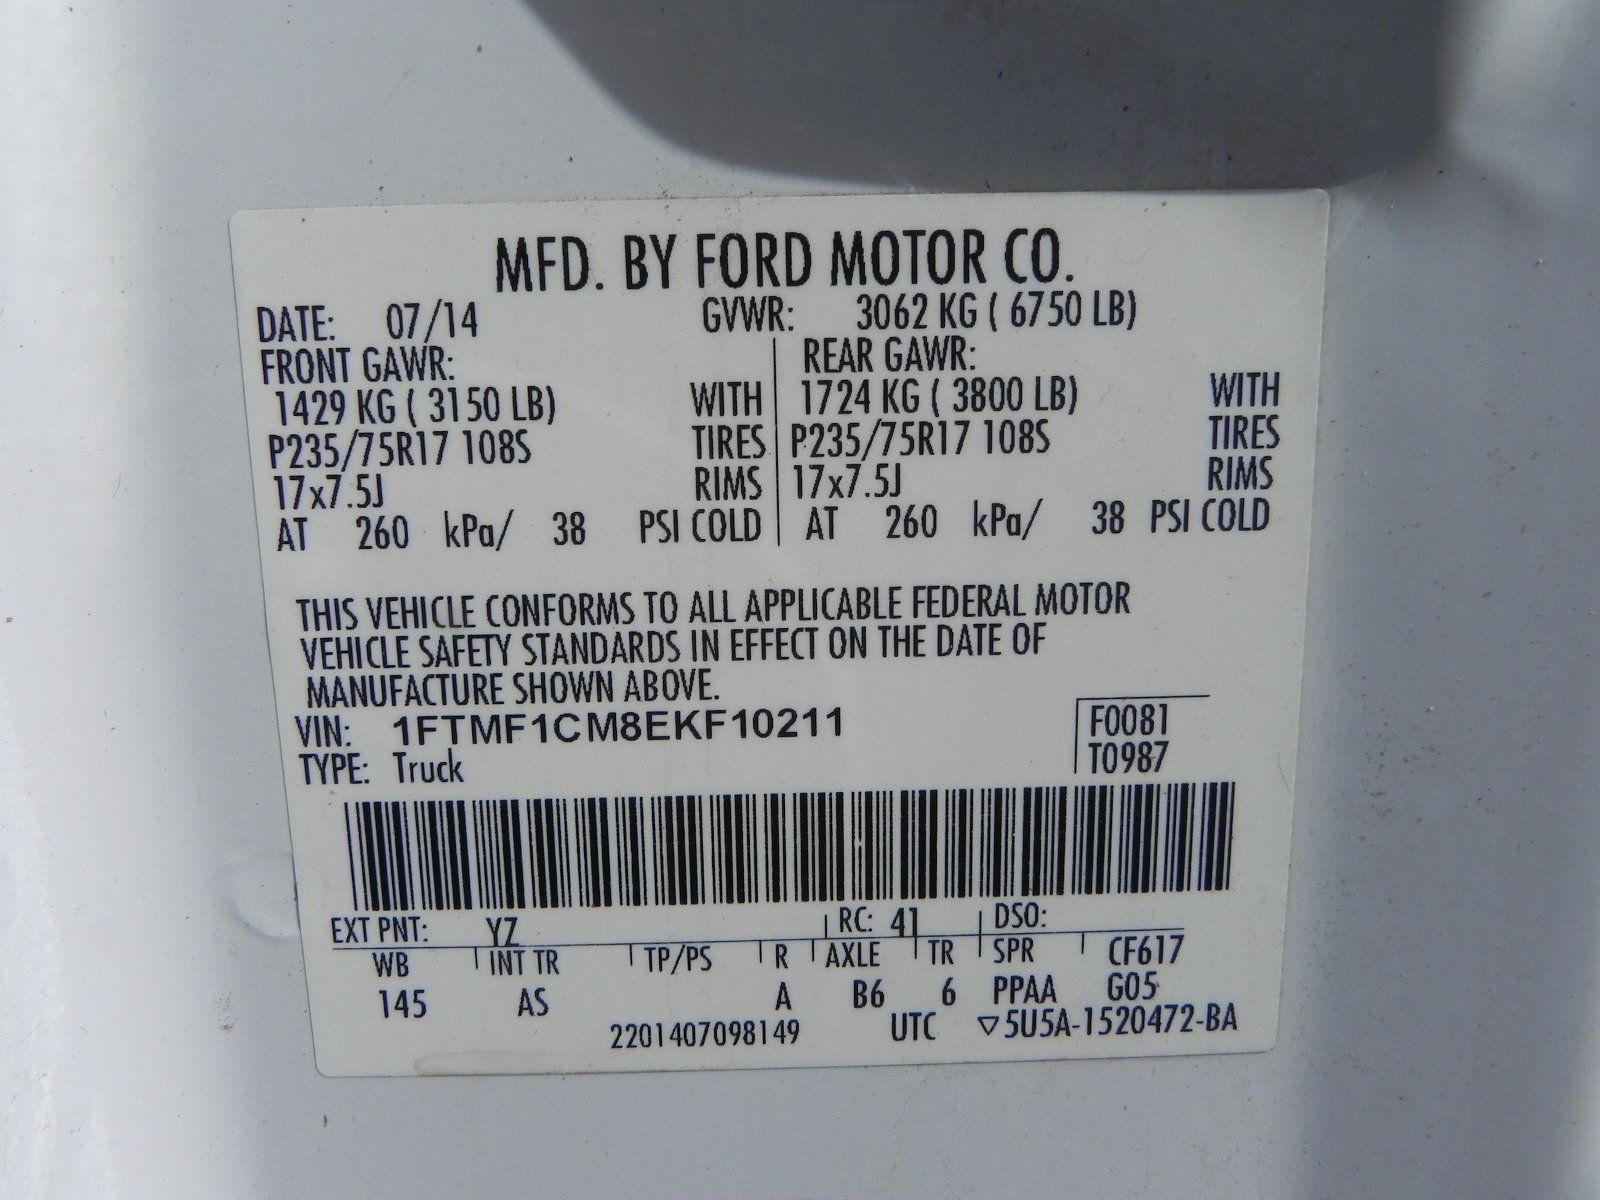 MFD. BY FORD MOTOR CO.
DATE: 07/14 GVWR: 3062 KG ( 6750 LB)
FRONT GAWR: REAR GAWR:
1429 KG ( 3150 LB) WITH 1724 KG ( 3800 LB) WITH
P235/75R17 108S TIRES P235/75R17 108S TIRES
17x7.5J RIMS 17x7.5J RIMS
AT 260 kPa/ 38 PSI COLD AT 260 kPa/ 38 PSI COLD
THIS VEHICLE CONFORMS TO ALL APPLICABLE FEDERAL MOTOR
VEHICLE SAFETY STANDARDS IN EFFECT ON THE DATE OF
MANUFACTURE SHOWN ABOVE.
VIN: 1FTMF1CM8EKF10211 F0081
TYPE: Truck T0987
EXT PNT: YZ RC: 41 DSO:
WB INT TR TP/PS R AXLE TR SPR CF617
145 AS A B6 6 PPAA G05
2201407098149 UTC ▽5U5A-1520472-BA